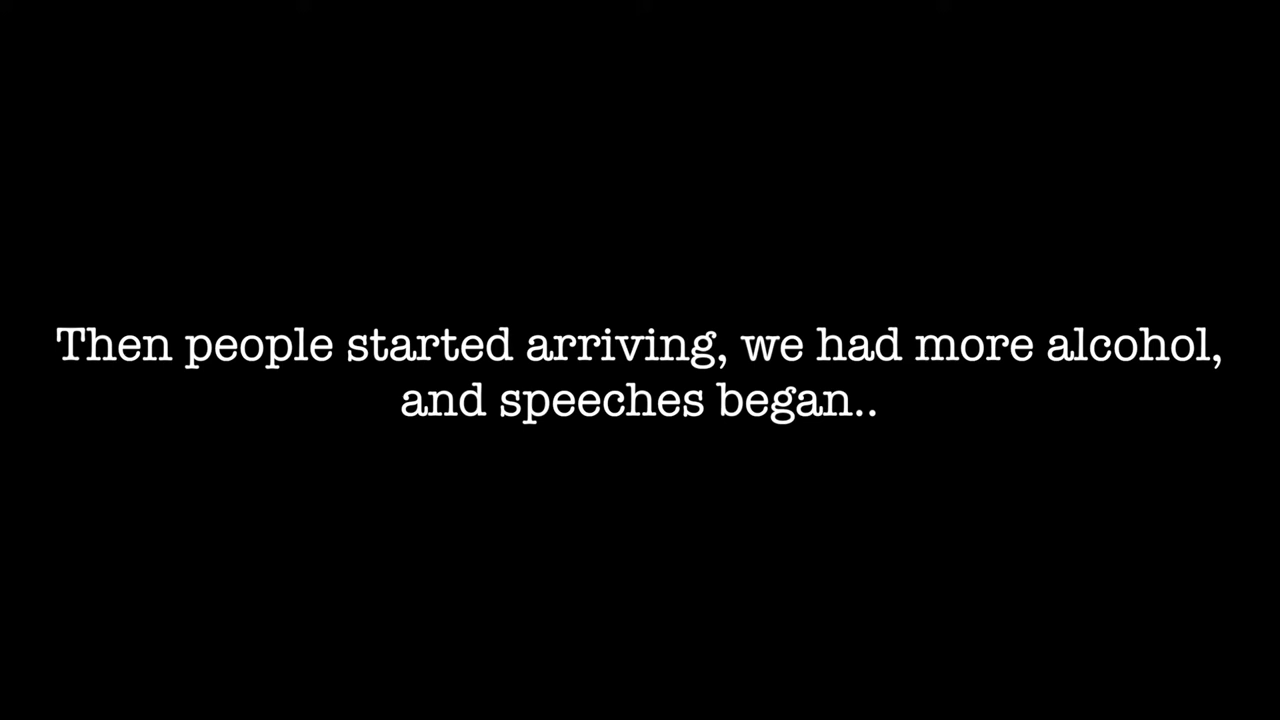 Then people started arriving, we had more alcohol,
and speeches began..